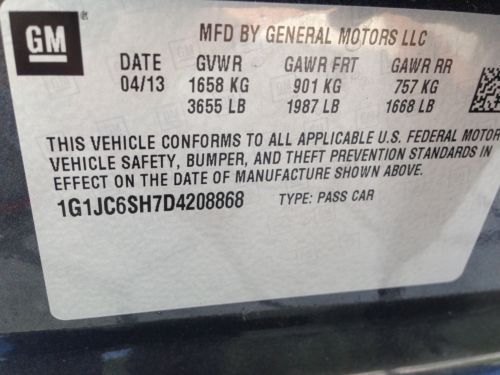 GM
MFD BY GENERAL MOTORS LLC
DATE GVWR GAWR FRT GAWR RR
04/13 1658 KG 901 KG 757 KG
3655 LB 1987 LB 1668 LB
THIS VEHICLE CONFORMS TO ALL APPLICABLE U.S. FEDERAL MOTOR
VEHICLE SAFETY, BUMPER, AND THEFT PREVENTION STANDARDS IN
EFFECT ON THE DATE OF MANUFACTURE SHOWN ABOVE.
1G1JC6SH7D4208868 TYPE: PASS CAR